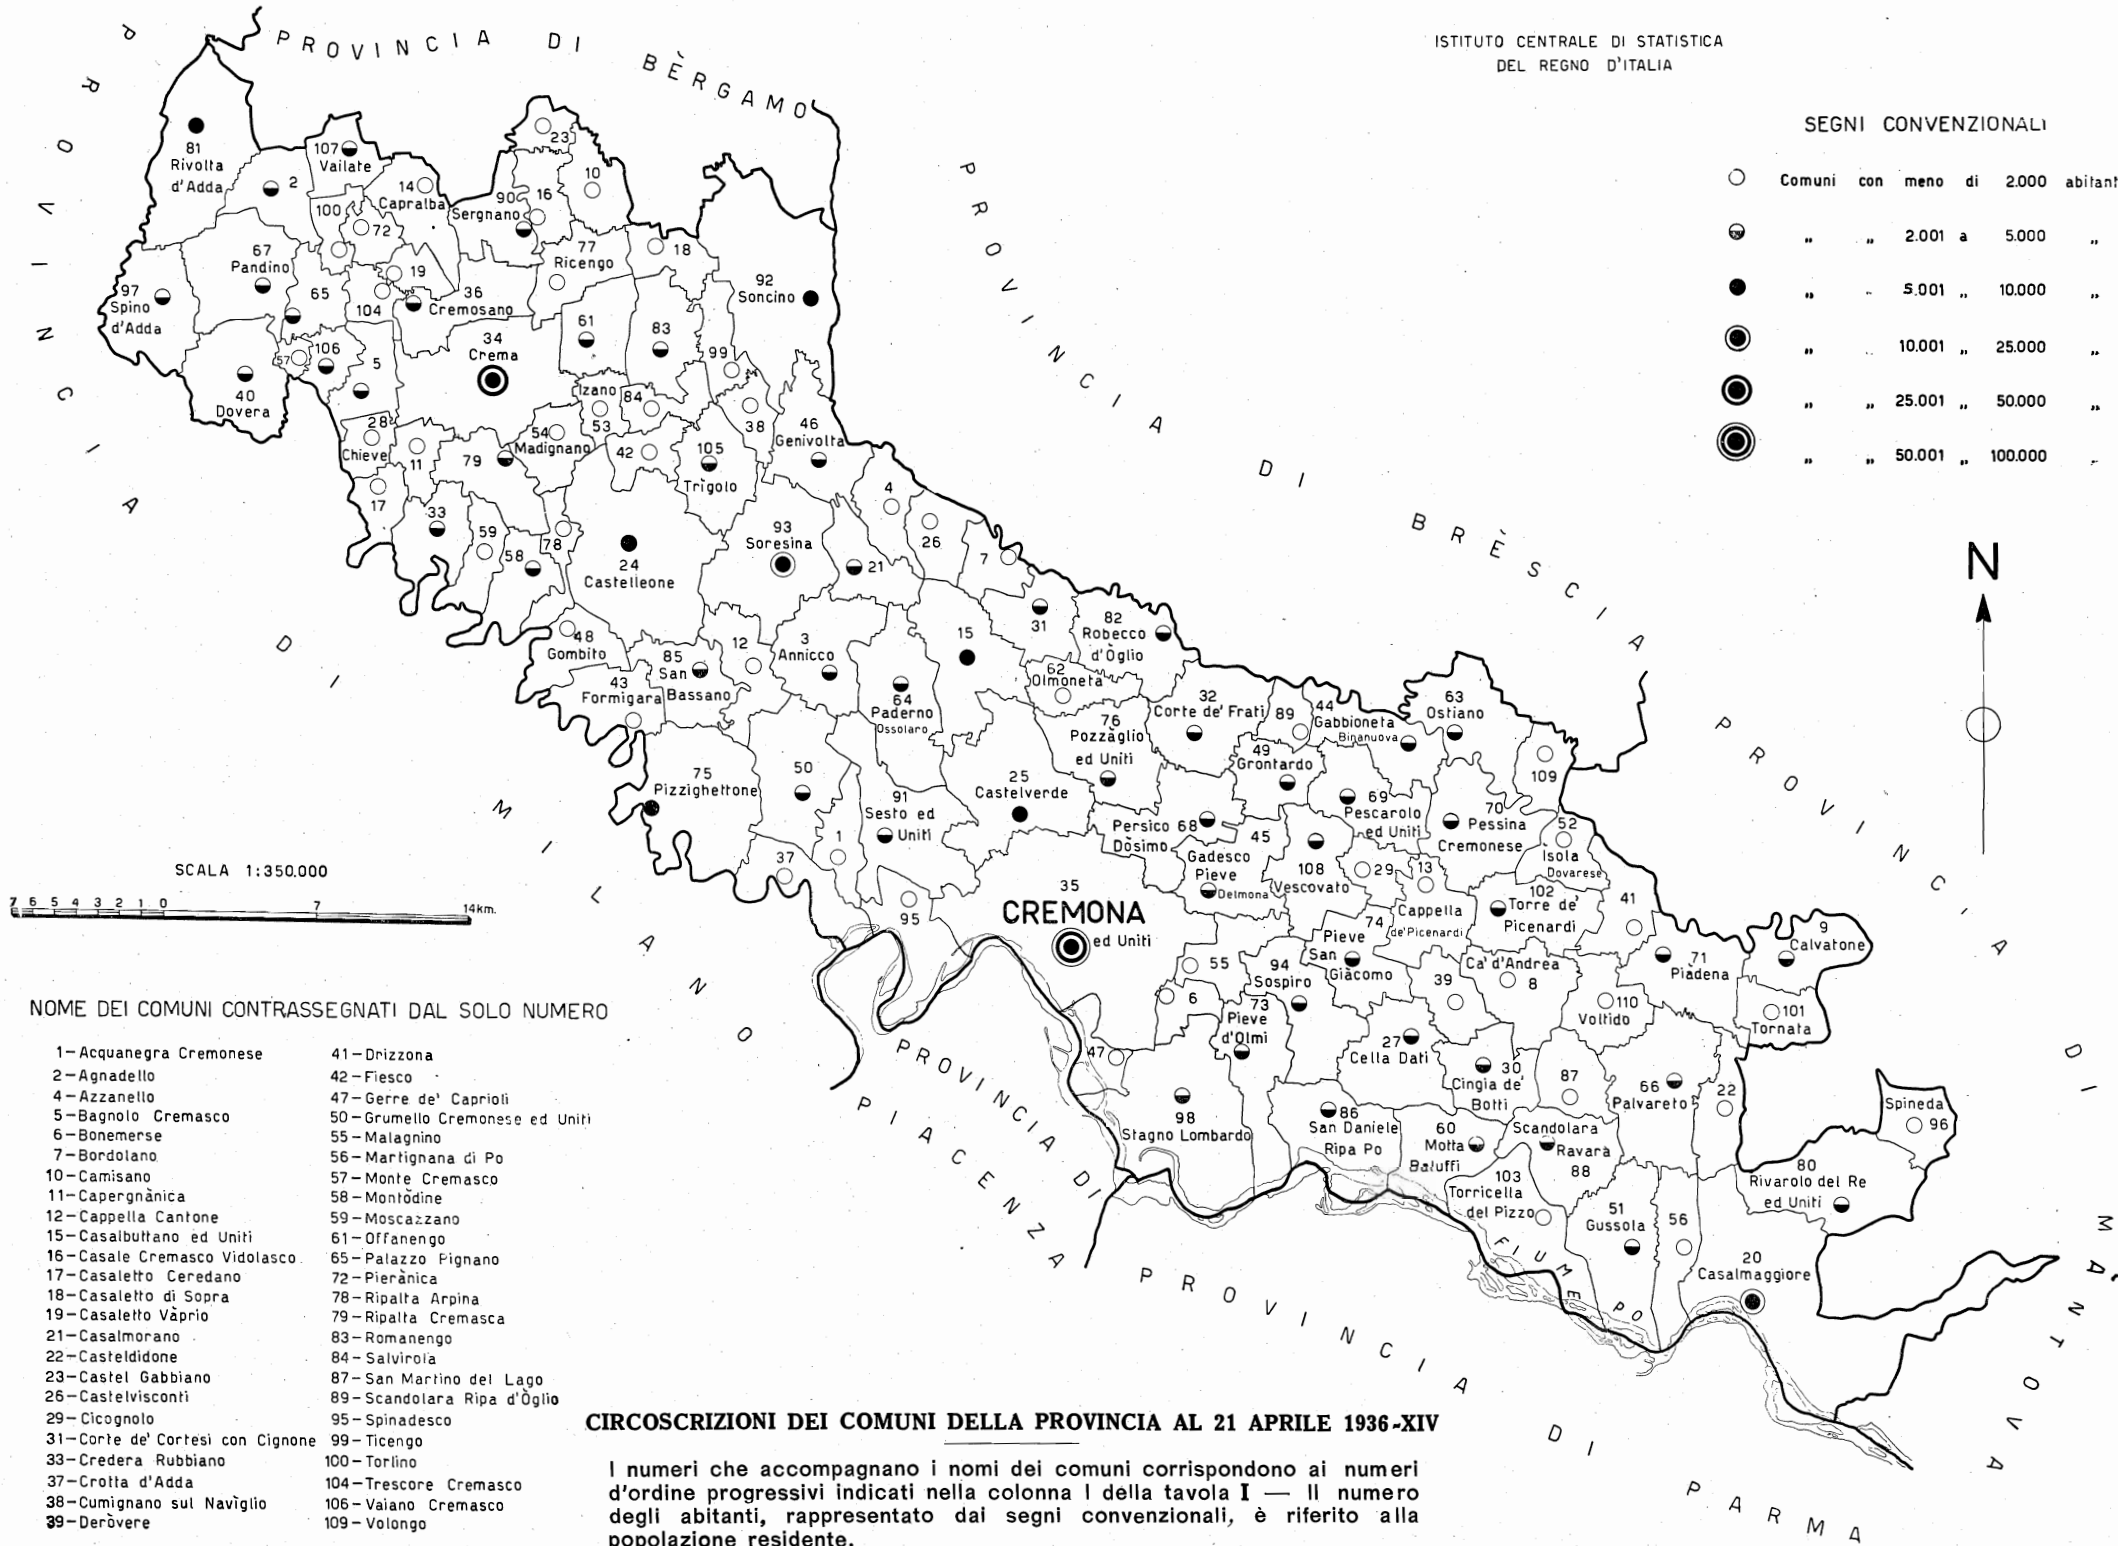 PROVINCIA DI BÈRGAMO
PROVINCIA DI MILANO
PROVINCIA DI BRÈSCIA
PROVINCIA DI MÀNTOVA
PROVINCIA DI PIACENZA
PROVINCIA DI PARMA
FIUME PO
ISTITUTO CENTRALE DI STATISTICA
DEL REGNO D'ITALIA
SEGNI CONVENZIONALI
Comuni con meno di 2.000 abitant
„ „ 2.001 a 5.000 „
„ „ 5.001 „ 10.000 „
„ „ 10.001 „ 25.000 „
„ „ 25.001 „ 50.000 „
„ „ 50.001 „ 100.000 „
N
81
Rivolta
d'Adda
107
Vailate
2
14
Capralba
90
Sergnano
23
16
10
100
72
67
Pandino
97
Spino
d'Adda
65
19
104
36
Cremosano
77
Ricengo
18
92
Soncino
34
Crema
61
83
99
57
106
5
40
Dovera
Izano
53
84
38
46
Genivolta
28
Chieve
11
79
54
Madignano
42
105
Trìgolo
17
33
59
58
78
24
Castelleone
93
Soresina
21
4
26
7
48
Gombito
85
San
Bassano
12
3
Annicco
15
31
82
Robecco
d'Òglio
43
Formigara
64
Paderno
Ossolaro
62
Olmoneta
32
Corte de' Frati
89
44
Gabbioneta
Binanuova
63
Ostiano
109
75
Pizzighettone
50
76
Pozzàglio
ed Uniti
49
Grontardo
25
Castelverde
91
Sesto ed
Uniti
1
37
95
Persico 68
Dòsimo
45
Gadesco
Pieve
Delmona
69
Pescarolo
ed Uniti
70
Pessina
Cremonese
52
Ìsola
Dovarese
108
Vescovato
29
13
Cappella
de' Picenardi
102
Torre de'
Picenardi
41
35
CREMONA
ed Uniti
74
Pieve
San
Giàcomo
9
Calvatone
71
Piàdena
55
94
Sospiro
39
Ca' d'Andrea
8
110
Voltido
101
Tornata
6
73
Pieve
d'Olmi
47
27
Cella Dati
30
Cingia de'
Botti
87
66
Palvareto
22
Spineda
96
98
Stagno Lombardo
86
San Daniele
Ripa Po
60
Motta
Baluffi
Scandolara
Ravarà
88
103
Torricella
del Pizzo
51
Gussola
56
80
Rivarolo del Re
ed Uniti
20
Casalmaggiore
SCALA 1:350.000
7 6 5 4 3 2 1 0 7 14 km.
NOME DEI COMUNI CONTRASSEGNATI DAL SOLO NUMERO
1—Acquanegra Cremonese
2—Agnadello
4—Azzanello
5—Bagnolo Cremasco
6—Bonemerse
7—Bordolano
10—Camisano
11—Capergnànica
12—Cappella Cantone
15—Casalbuttano ed Uniti
16—Casale Cremasco Vidolasco
17—Casaletto Ceredano
18—Casaletto di Sopra
19—Casaletto Vàprio
21—Casalmorano
22—Casteldidone
23—Castel Gabbiano
26—Castelvisconti
29—Cicognolo
31—Corte de' Cortesi con Cignone
33—Credera Rubbiano
37—Crotta d'Adda
38—Cumignano sul Navìglio
39—Deròvere
41—Drizzona
42—Fiesco
47—Gerre de' Caprioli
50—Grumello Cremonese ed Uniti
55—Malagnino
56—Martignana di Po
57—Monte Cremasco
58—Montòdine
59—Moscazzano
61—Offanengo
65—Palazzo Pignano
72—Pierànica
78—Ripalta Arpina
79—Ripalta Cremasca
83—Romanengo
84—Salvirola
87—San Martino del Lago
89—Scandolara Ripa d'Òglio
95—Spinadesco
99—Ticengo
100—Torlino
104—Trescore Cremasco
106—Vaiano Cremasco
109—Volongo
CIRCOSCRIZIONI DEI COMUNI DELLA PROVINCIA AL 21 APRILE 1936-XIV
I numeri che accompagnano i nomi dei comuni corrispondono ai numeri
d'ordine progressivi indicati nella colonna I della tavola I — Il numero
degli abitanti, rappresentato dai segni convenzionali, è riferito alla
popolazione residente.